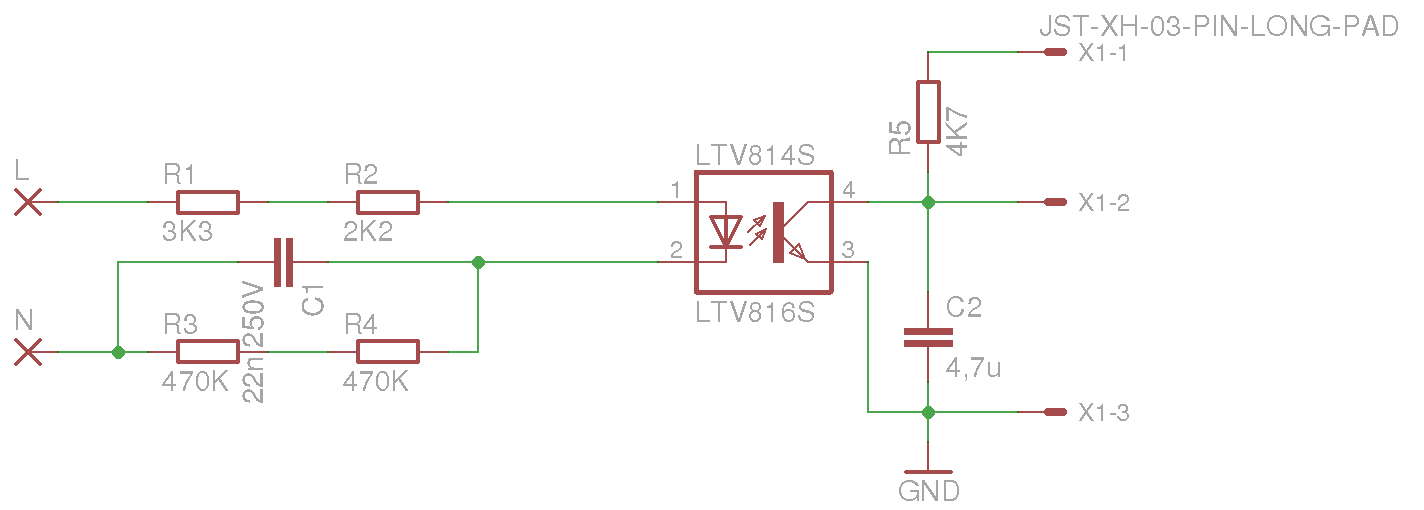 JST-XH-03-PIN-LONG-PAD
X1-1
R5
4K7
L
R1
R2
LTV814S
1
4
X1-2
3K3
2K2
2
3
C1
22n 250V
LTV816S
C2
N
R3
R4
4,7u
470K
470K
X1-3
GND